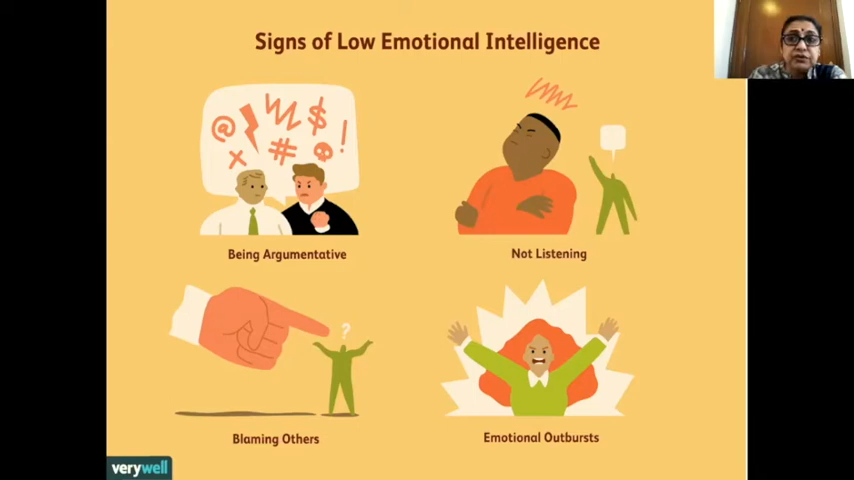 Signs of Low Emotional Intelligence
@ $ !
x #
Being Argumentative
Not Listening
?
Blaming Others
Emotional Outbursts
verywell